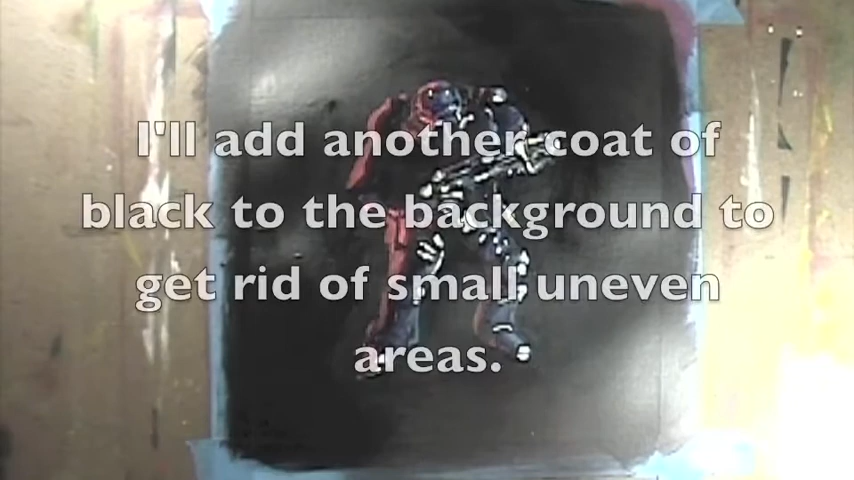 I'll add another coat of
black to the background to
get rid of small uneven
areas.